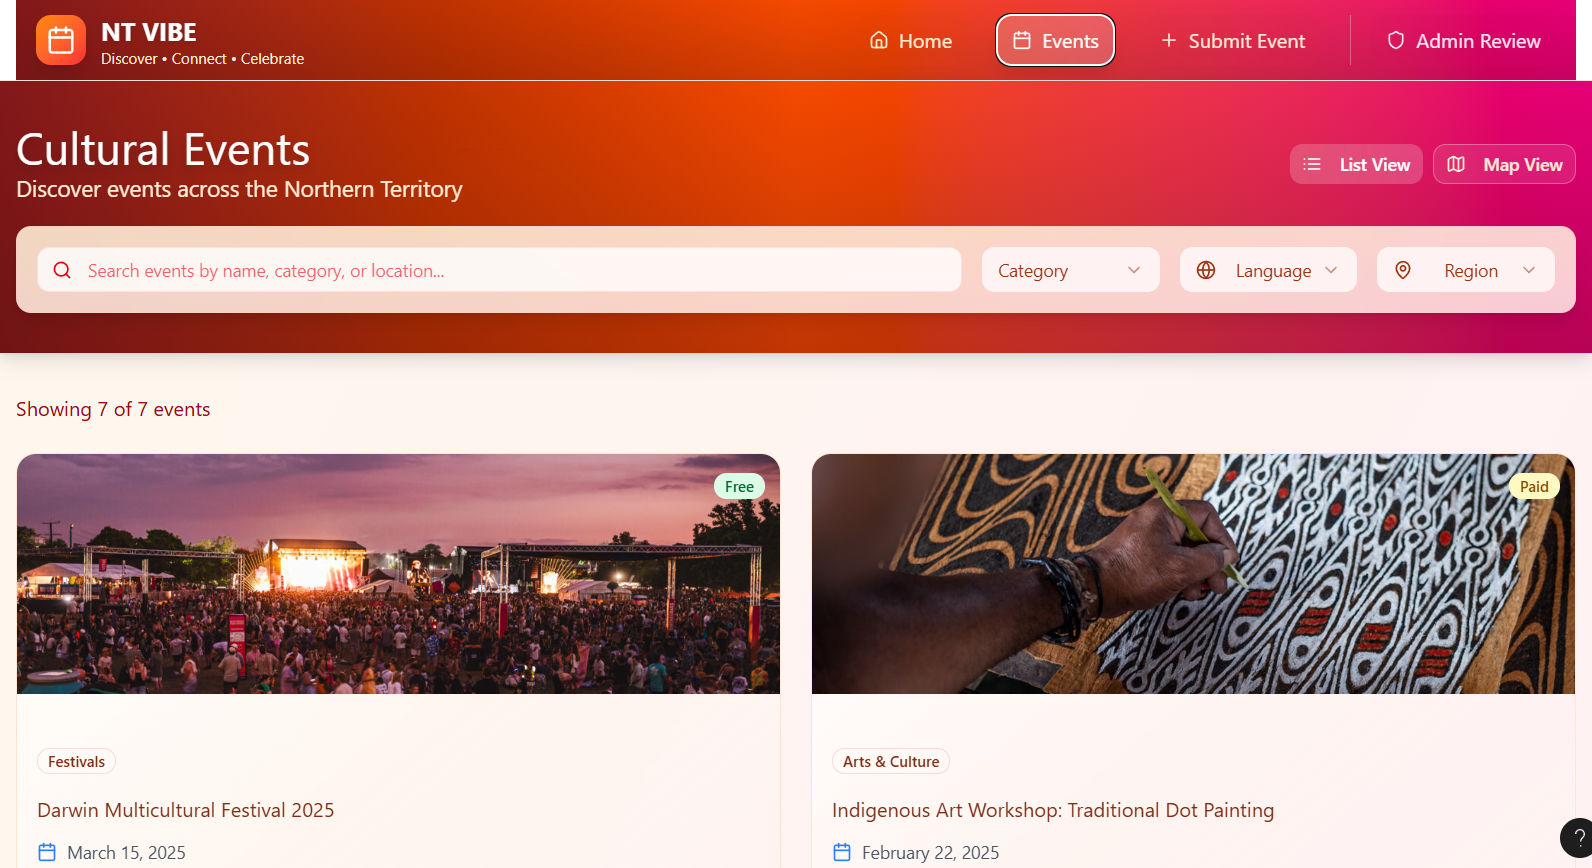 NT VIBE
Discover • Connect • Celebrate
Home
Events
Submit Event
Admin Review
Cultural Events
Discover events across the Northern Territory
List View
Map View
Search events by name, category, or location...
Category
Language
Region
Showing 7 of 7 events
Free
Paid
Festivals
Darwin Multicultural Festival 2025
March 15, 2025
Arts & Culture
Indigenous Art Workshop: Traditional Dot Painting
February 22, 2025
?